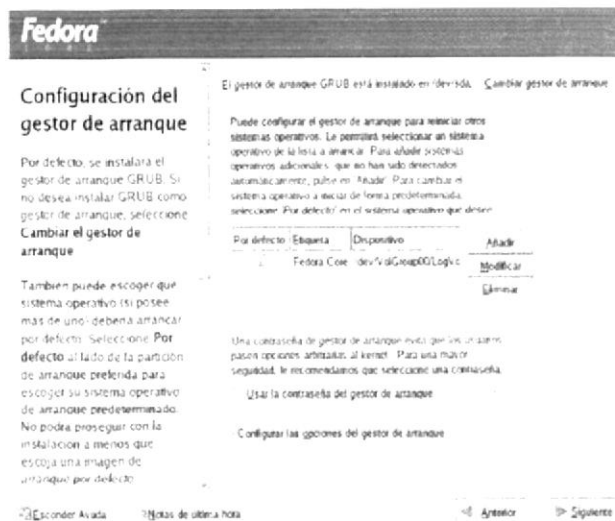 Fedora
Configuración del
gestor de arranque
Por defecto, se instalará el
gestor de arranque GRUB. Si
no desea instalar GRUB como
gestor de arranque, seleccione
Cambiar el gestor de
arranque
También puede escoger que
sistema operativo (si posee
más de uno) debería arrancar
por defecto. Seleccione Por
defecto al lado de la partición
de arranque preferida para
escoger su sistema operativo
de arranque predeterminado.
No podrá proseguir con la
instalación a menos que
escoja una imagen de
arranque por defecto
El gestor de arranque GRUB está instalado en /dev/sda. Cambiar gestor de arranque
Puede configurar el gestor de arranque para reiniciar otros
sistemas operativos. Le permitirá seleccionar un sistema
operativo de la lista a arrancar. Para añadir sistemas
operativos adicionales, que no han sido detectados
automáticamente, pulse en 'Añadir'. Para cambiar el
sistema operativo a iniciar de forma predeterminada,
seleccione 'Por defecto' en el sistema operativo que desee
Por defecto Etiqueta Dispositivo
Fedora Core /dev/VolGroup00/LogVo
Añadir
Modificar
Eliminar
Una contraseña de gestor de arranque evita que los usuarios
pasen opciones arbitrarias al kernel. Para una mayor
seguridad, le recomendamos que seleccione una contraseña.
Usar la contraseña del gestor de arranque
Configurar las opciones del gestor de arranque
Esconder Ayuda Notas de última hora Anterior Siguiente